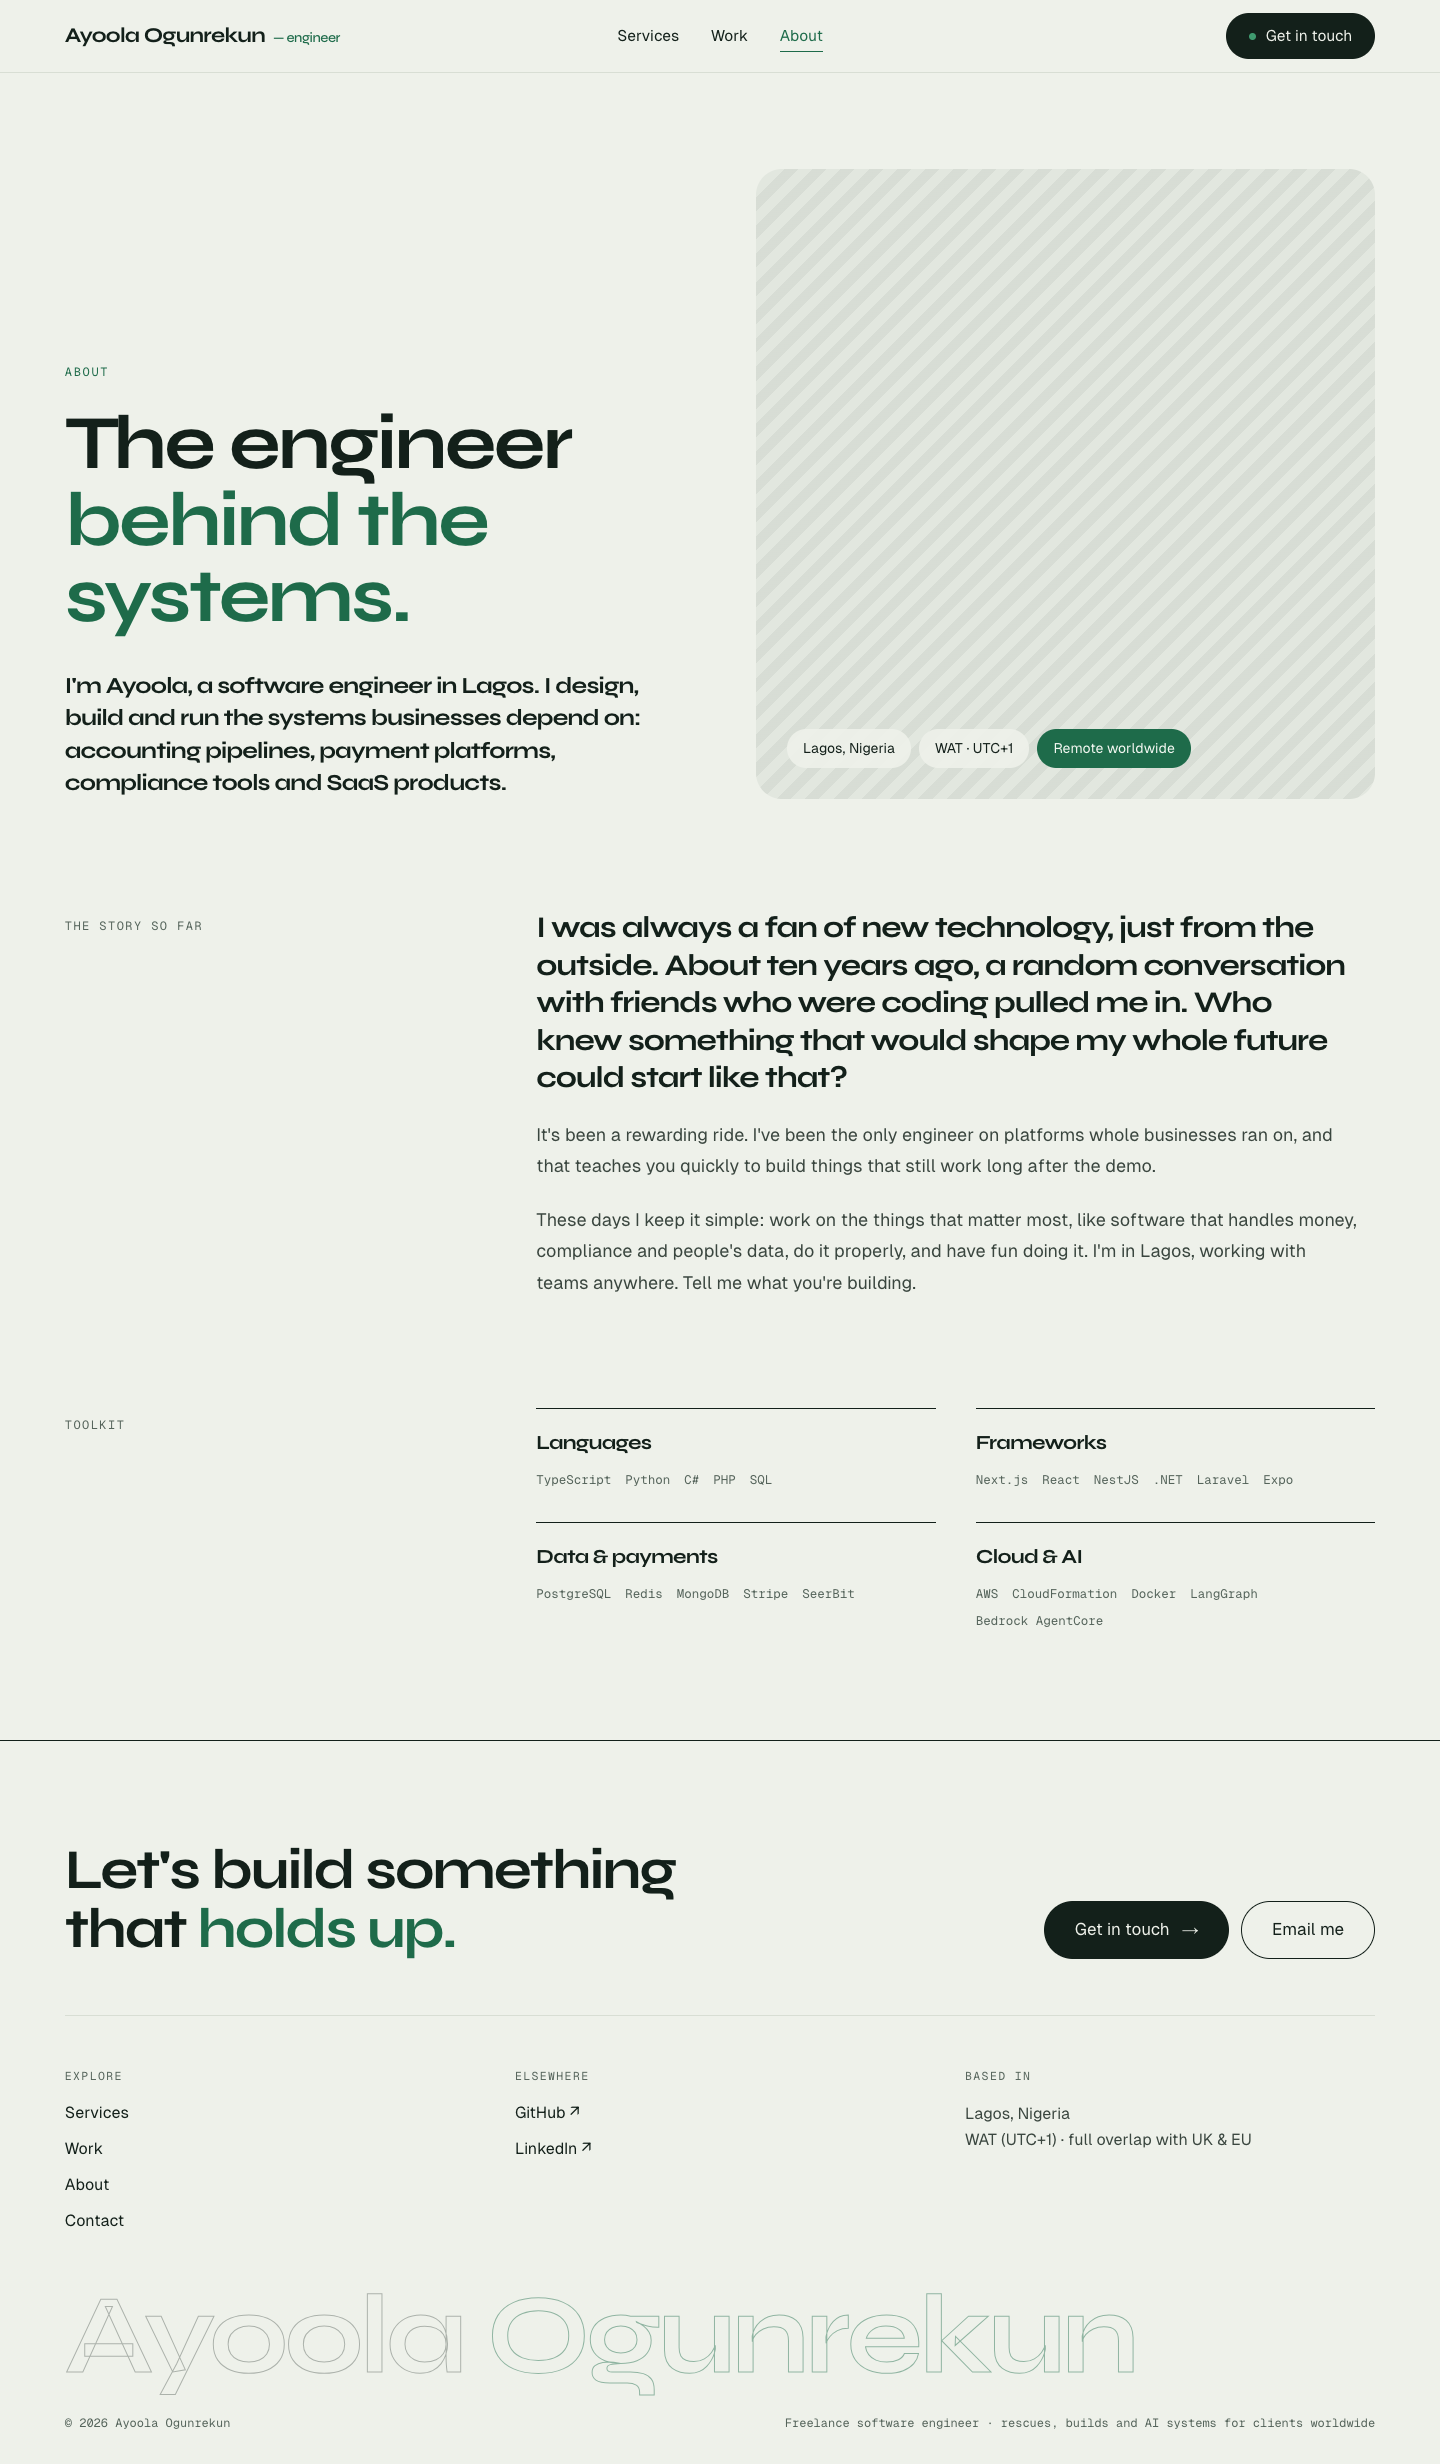 Ayoola Ogunrekun — engineer
Services Work About
Get in touch
ABOUT
The engineer
behind the
systems.
I'm Ayoola, a software engineer in Lagos. I design,
build and run the systems businesses depend on:
accounting pipelines, payment platforms,
compliance tools and SaaS products.
Lagos, Nigeria WAT · UTC+1 Remote worldwide
THE STORY SO FAR
I was always a fan of new technology, just from the
outside. About ten years ago, a random conversation
with friends who were coding pulled me in. Who
knew something that would shape my whole future
could start like that?
It's been a rewarding ride. I've been the only engineer on platforms whole businesses ran on, and
that teaches you quickly to build things that still work long after the demo.
These days I keep it simple: work on the things that matter most, like software that handles money,
compliance and people's data, do it properly, and have fun doing it. I'm in Lagos, working with
teams anywhere. Tell me what you're building.
TOOLKIT
Languages
TypeScript Python C# PHP SQL
Frameworks
Next.js React NestJS .NET Laravel Expo
Data & payments
PostgreSQL Redis MongoDB Stripe SeerBit
Cloud & AI
AWS CloudFormation Docker LangGraph
Bedrock AgentCore
Let's build something
that holds up.
Get in touch →
Email me
EXPLORE
Services
Work
About
Contact
ELSEWHERE
GitHub ↗
LinkedIn ↗
BASED IN
Lagos, Nigeria
WAT (UTC+1) · full overlap with UK & EU
Ayoola Ogunrekun
© 2026 Ayoola Ogunrekun
Freelance software engineer · rescues, builds and AI systems for clients worldwide